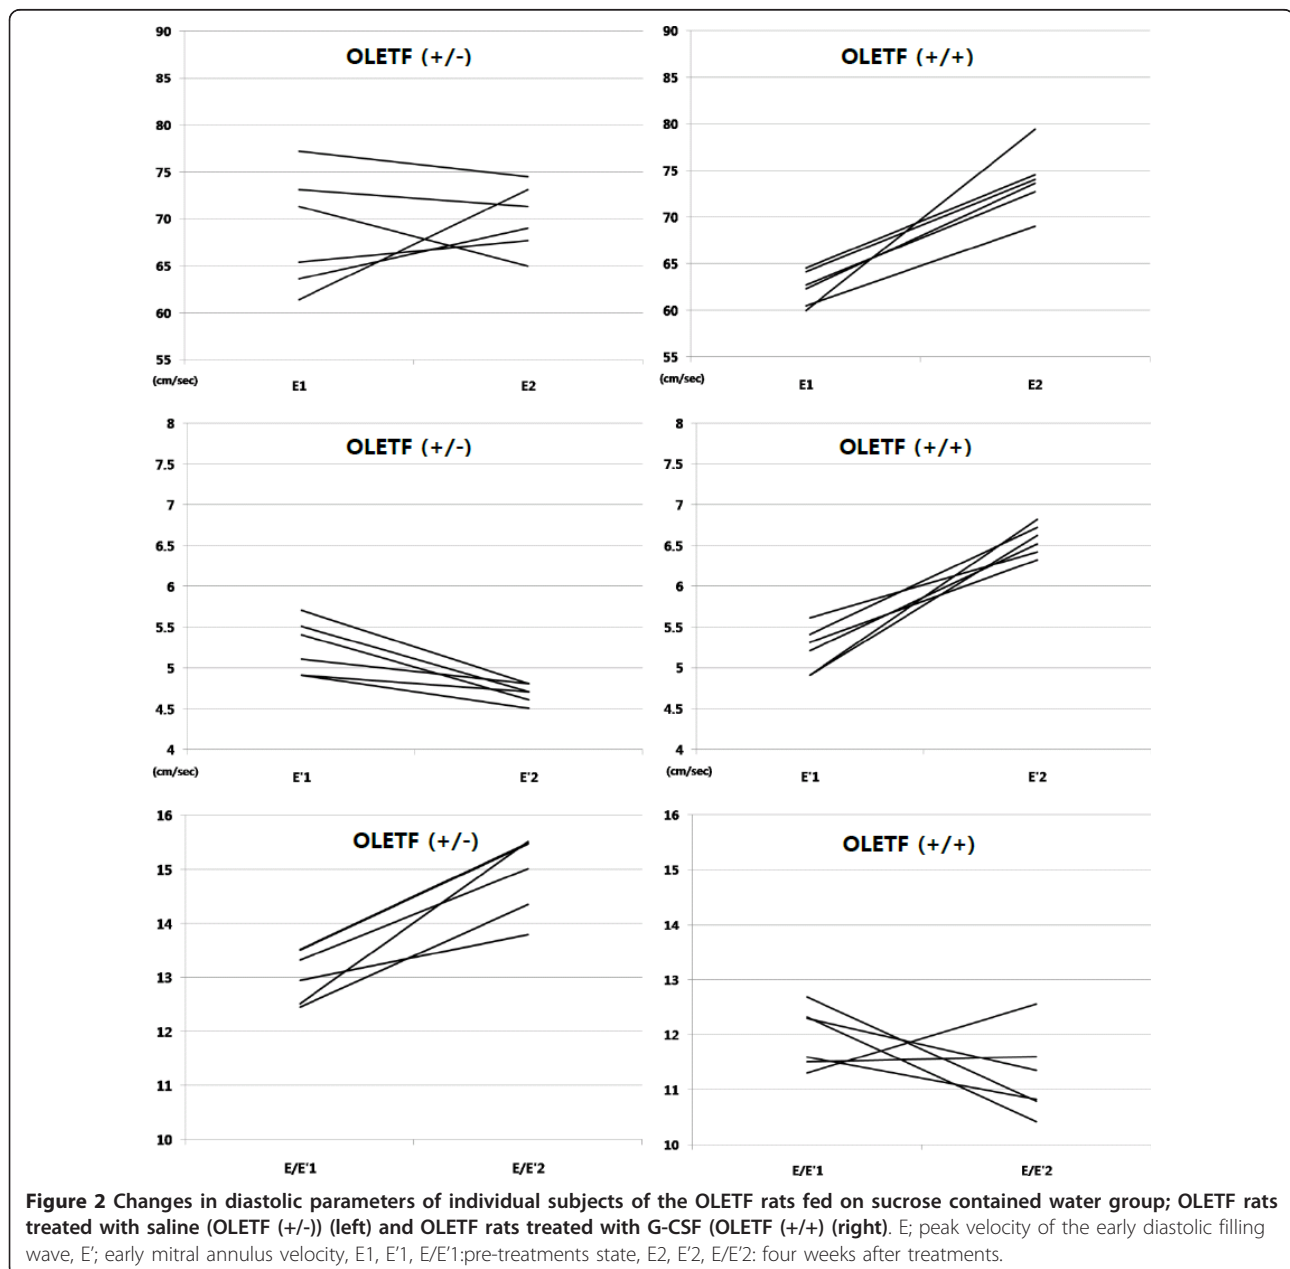 OLETF (+/-)
90
85
80
75
70
65
60
55
(cm/sec)
E1
E2
OLETF (+/+)
90
85
80
75
70
65
60
55
(cm/sec)
E1
E2
OLETF (+/-)
8
7.5
7
6.5
6
5.5
5
4.5
4
(cm/sec)
E'1
E'2
OLETF (+/+)
8
7.5
7
6.5
6
5.5
5
4.5
4
(cm/sec)
E'1
E'2
OLETF (+/-)
16
15
14
13
12
11
10
E/E'1
E/E'2
OLETF (+/+)
16
15
14
13
12
11
10
E/E'1
E/E'2
Figure 2 Changes in diastolic parameters of individual subjects of the OLETF rats fed on sucrose contained water group; OLETF rats
treated with saline (OLETF (+/-)) (left) and OLETF rats treated with G-CSF (OLETF (+/+) (right). E; peak velocity of the early diastolic filling
wave, E'; early mitral annulus velocity, E1, E'1, E/E'1:pre-treatments state, E2, E'2, E/E'2: four weeks after treatments.